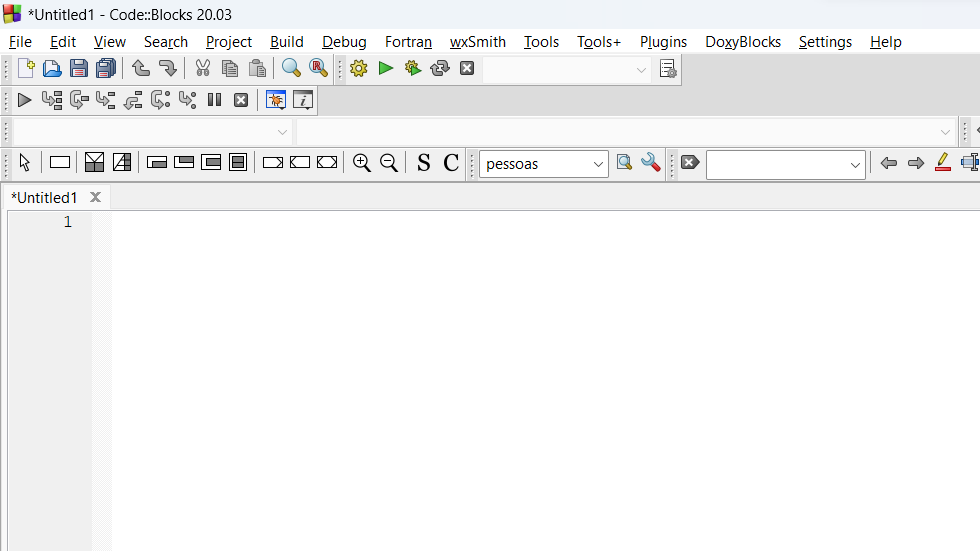 *Untitled1 - Code::Blocks 20.03
File Edit View Search Project Build Debug Fortran wxSmith Tools Tools+ Plugins DoxyBlocks Settings Help
S C pessoas
*Untitled1
1